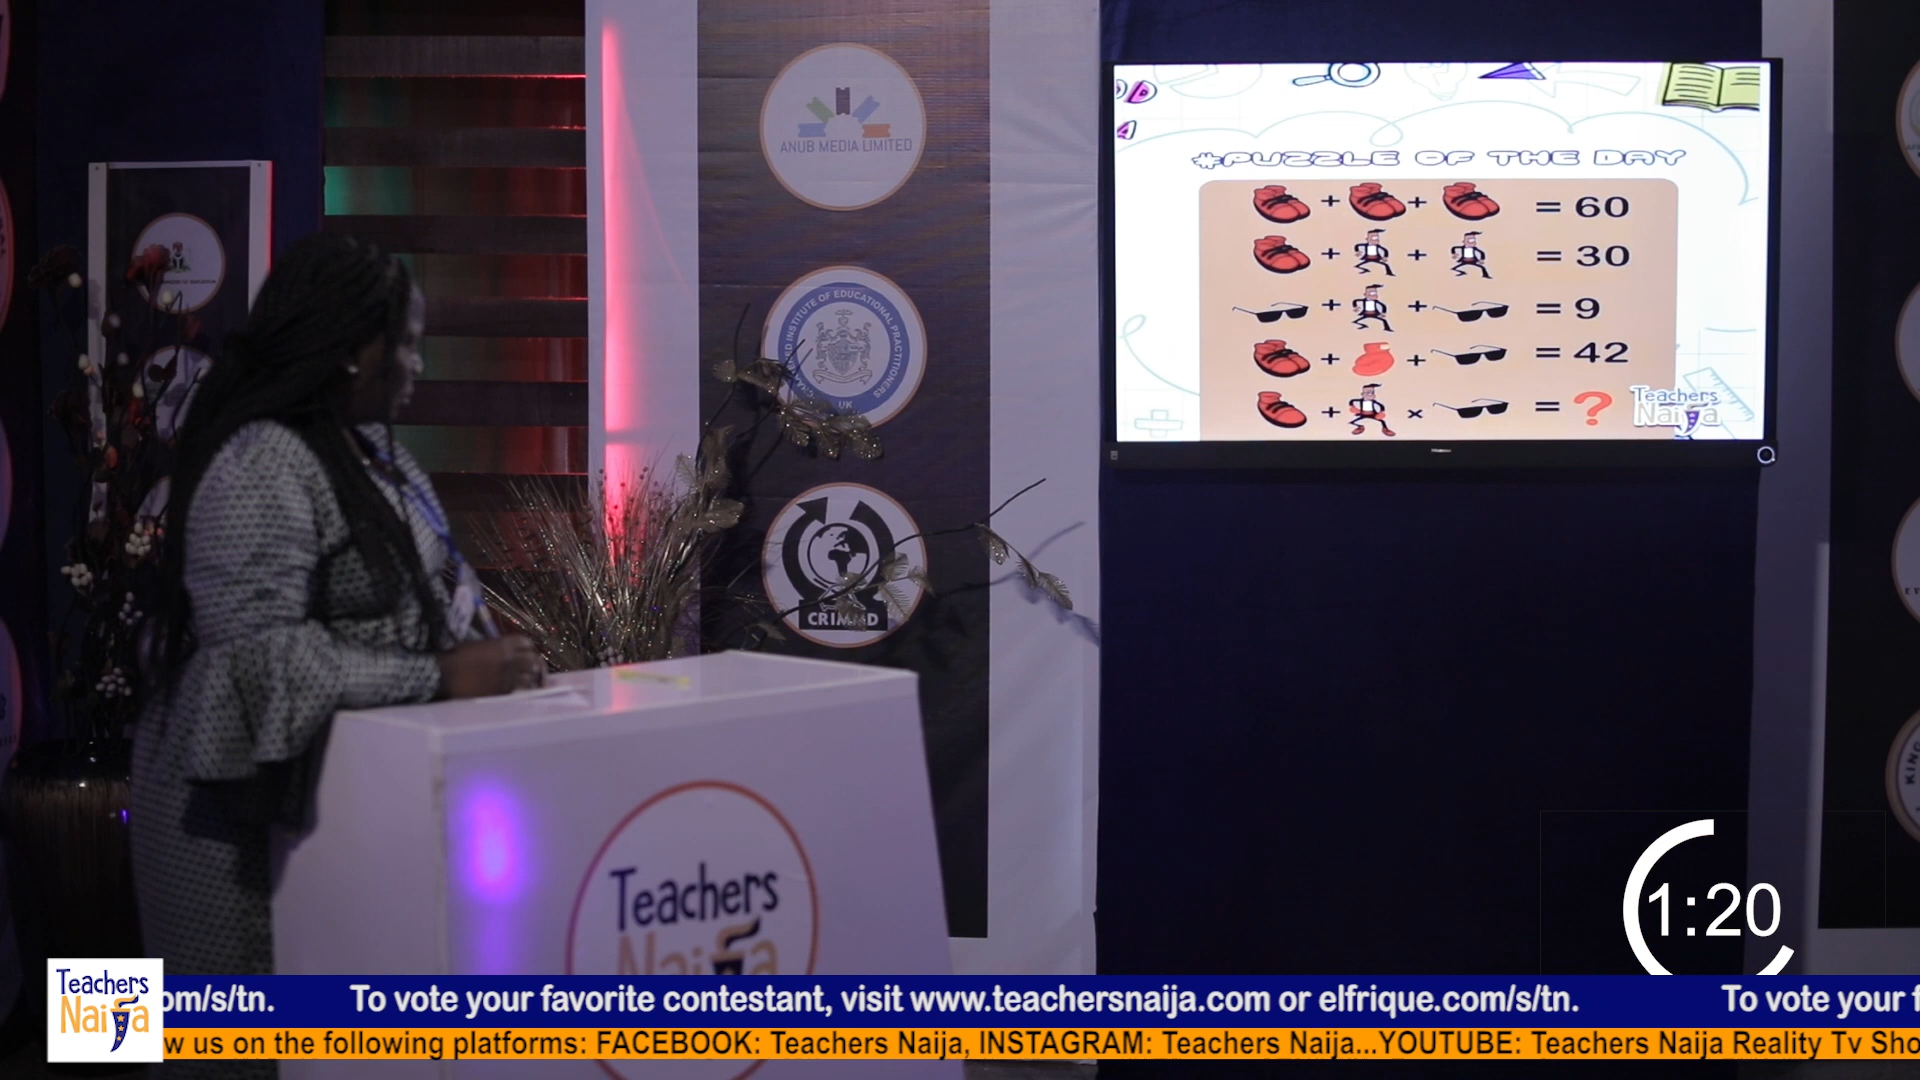 ANUB MEDIA LIMITED
INSTITUTE OF EDUCATIONAL PRACTITIONERS
UK
CRIMMD
#PUZZLE OF THE DAY
+ + = 60
+ + = 30
+ + = 9
+ + = 42
+ × = ?
Teachers
Naija
Teachers
Naija
1:20
Teachers
Naija
om/s/tn. To vote your favorite contestant, visit www.teachersnaija.com or elfrique.com/s/tn. To vote your f
w us on the following platforms: FACEBOOK: Teachers Naija, INSTAGRAM: Teachers Naija...YOUTUBE: Teachers Naija Reality Tv Sho